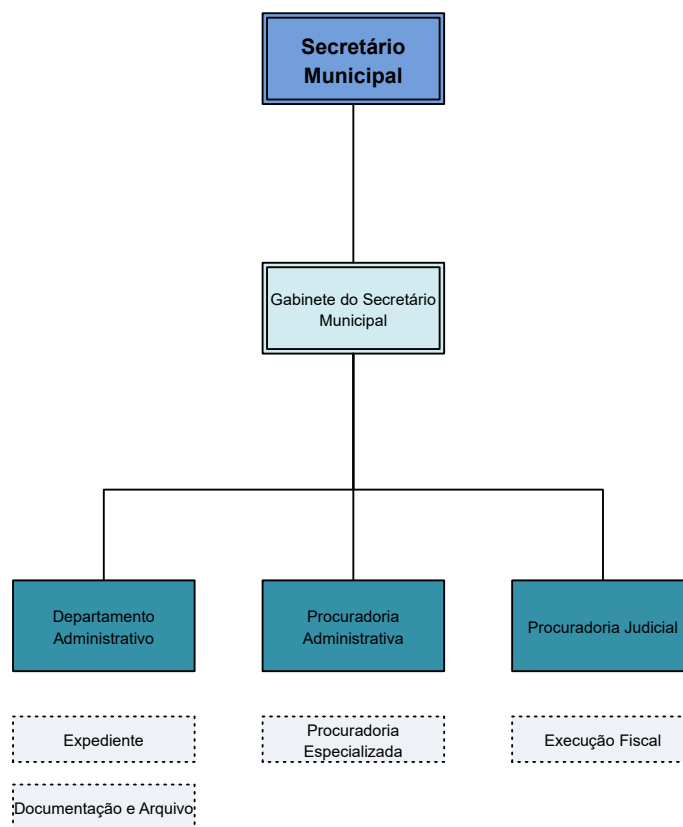 Secretário
Municipal
Gabinete do Secretário
Municipal
Departamento
Administrativo
Procuradoria
Administrativa
Procuradoria Judicial
Expediente
Procuradoria
Especializada
Execução Fiscal
Documentação e Arquivo